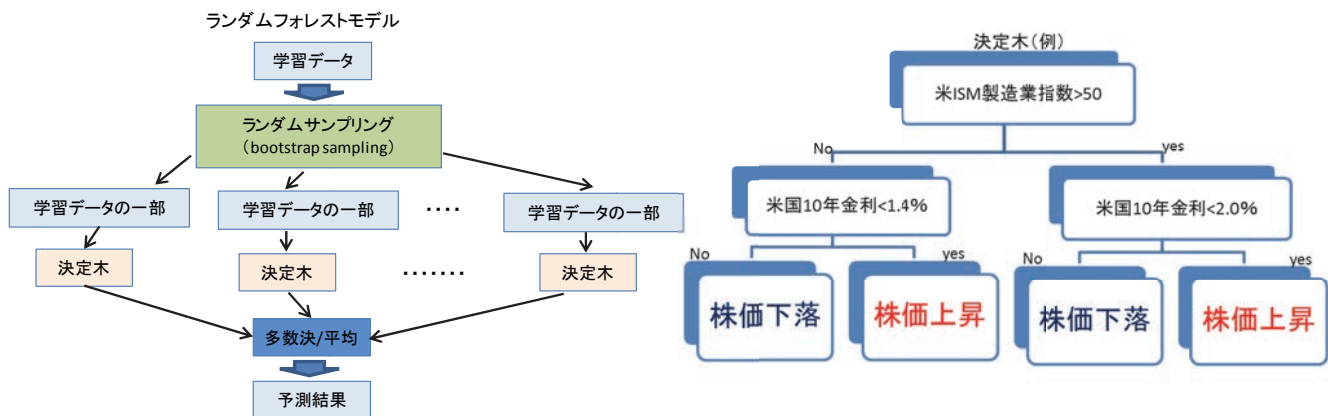 ランダムフォレストモデル
学習データ
ランダムサンプリング
（bootstrap sampling）
学習データの一部
学習データの一部
････
学習データの一部
決定木
決定木
･･･････
決定木
多数決/平均
予測結果
決定木（例）
米ISM製造業指数>50
No
yes
米国10年金利<1.4%
米国10年金利<2.0%
No
yes
No
yes
株価下落
株価上昇
株価下落
株価上昇